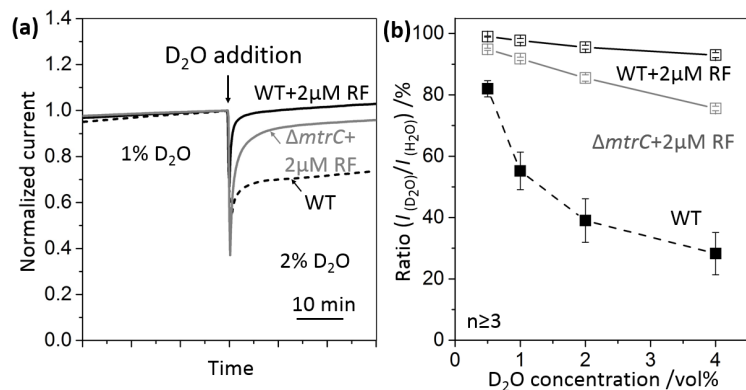 (a)
1.4
1.2
1.0
0.8
0.6
0.4
0.2
0.0
Normalized current
D₂O addition
WT+2μM RF
ΔmtrC+
2μM RF
1% D₂O
WT
2% D₂O
10 min
Time
(b)
100
80
60
40
20
0
Ratio (I(D₂O)/I(H₂O)) /%
WT+2μM RF
ΔmtrC+2μM RF
WT
n≥3
0
1
2
3
4
D₂O concentration /vol%